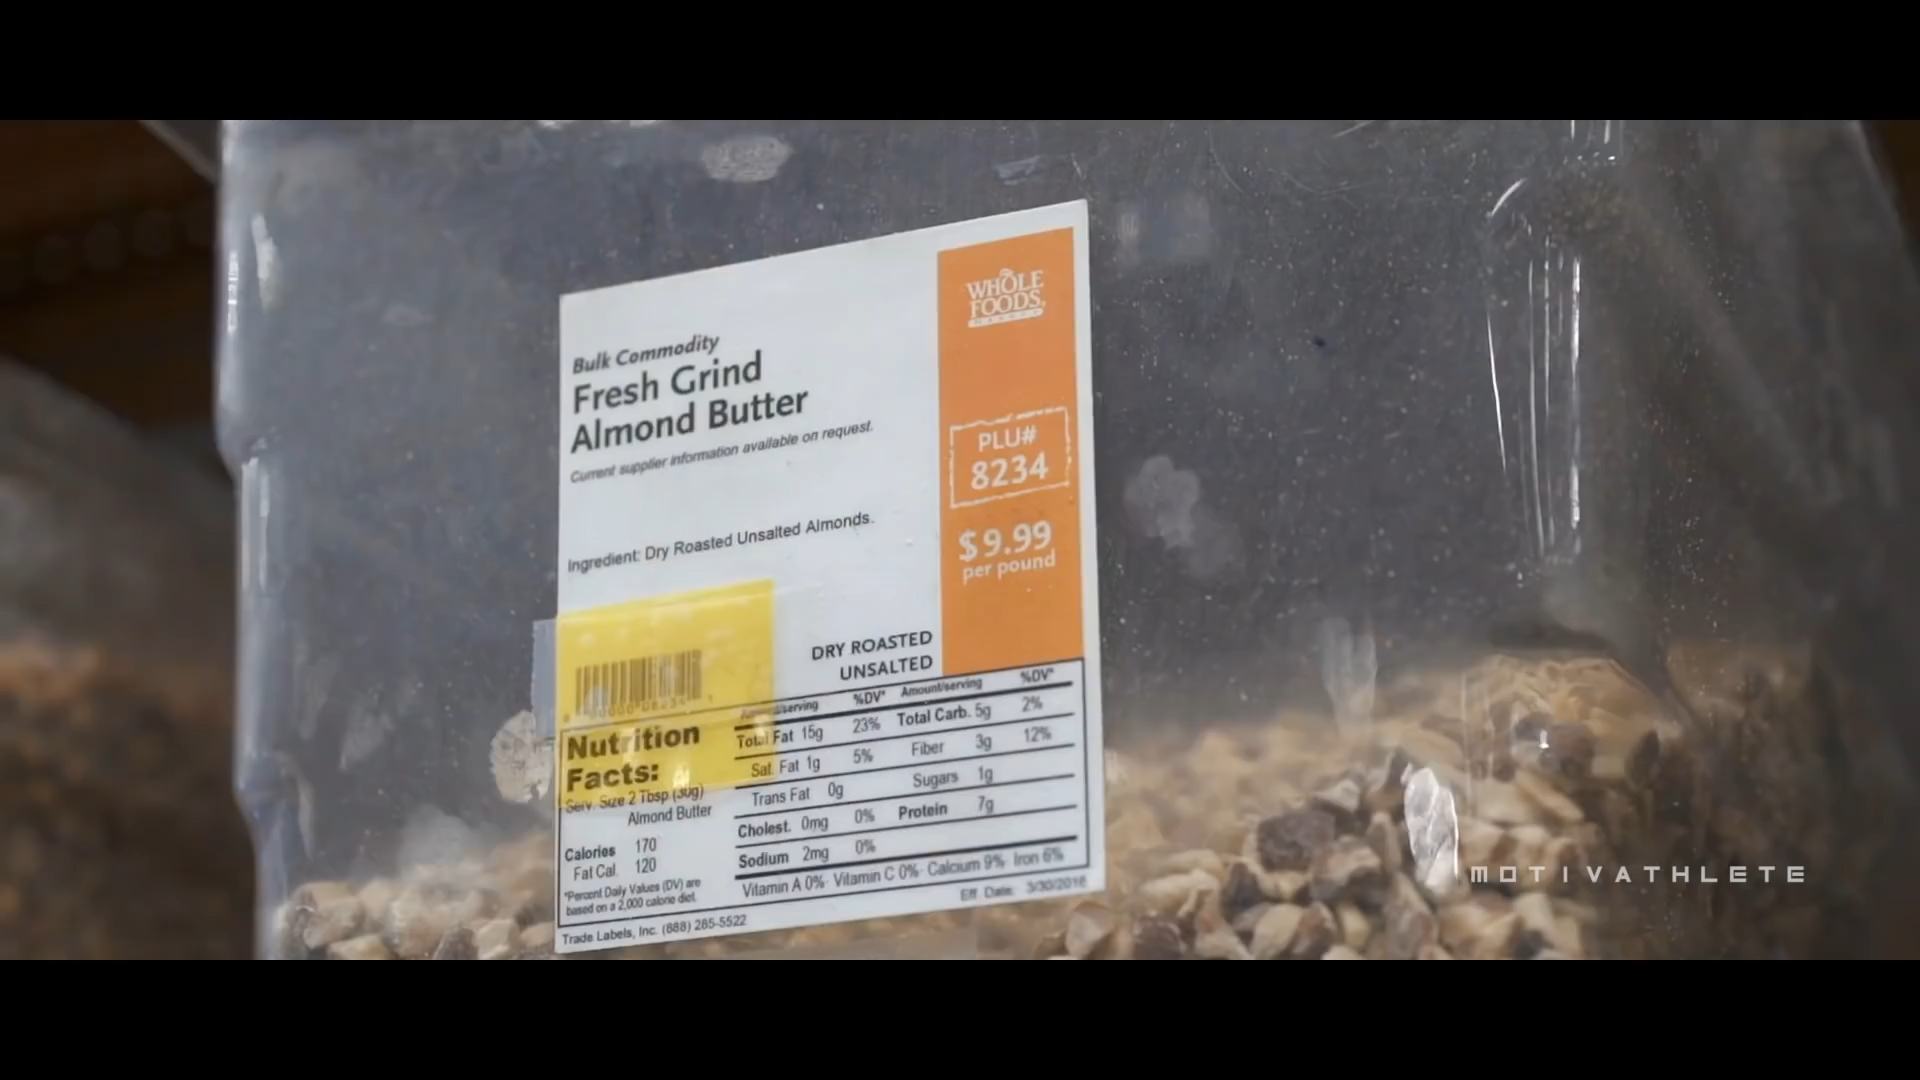 WHOLE
FOODS
MARKET
Bulk Commodity
Fresh Grind
Almond Butter
Current supplier information available on request.
PLU#
8234
$9.99
per pound
Ingredient: Dry Roasted Unsalted Almonds.
DRY ROASTED
UNSALTED
Nutrition
Facts:
Serv. Size 2 Tbsp (30g)
Almond Butter
Calories 170
Fat Cal. 120
*Percent Daily Values (DV) are
based on a 2,000 calorie diet.
Amount/serving %DV* Amount/serving %DV*
Total Fat 15g 23% Total Carb. 5g 2%
Sat. Fat 1g 5% Fiber 3g 12%
Trans Fat 0g Sugars 1g
Cholest. 0mg 0% Protein 7g
Sodium 2mg 0%
Vitamin A 0% Vitamin C 0% Calcium 9% Iron 6%
Eff. Date: 3/30/2016
Trade Labels, Inc. (888) 285-5522
MOTIVATHLETE